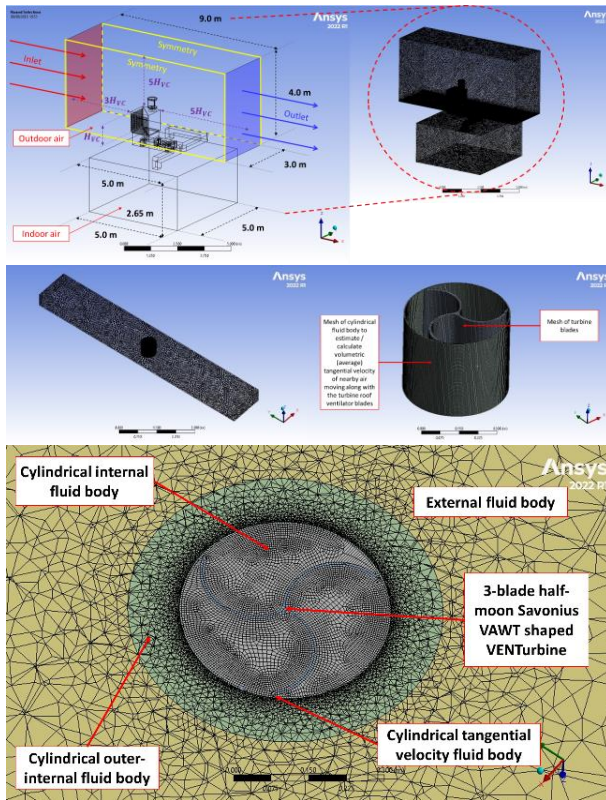 Ansys
2022 R1
9.0 m
Symmetry
Symmetry
Inlet
5H_VC
3H_VC
5H_VC
4.0 m
Outlet
Outdoor air
H_VC
3.0 m
5.0 m
2.65 m
Indoor air
5.0 m
5.0 m
Ansys
2022 R1
Ansys
2022 R1
Ansys
2022 R1
Mesh of cylindrical
fluid body to
estimate /
calculate
volumetric
(average)
tangential
velocity of
nearby air
moving along with
the turbine roof
ventilator blades
Mesh of turbine
blades
Cylindrical internal
fluid body
External fluid body
Ansys
2022 R1
3-blade half-
moon Savonius
VAWT shaped
VENTurbine
Cylindrical outer-
internal fluid body
Cylindrical tangential
velocity fluid body